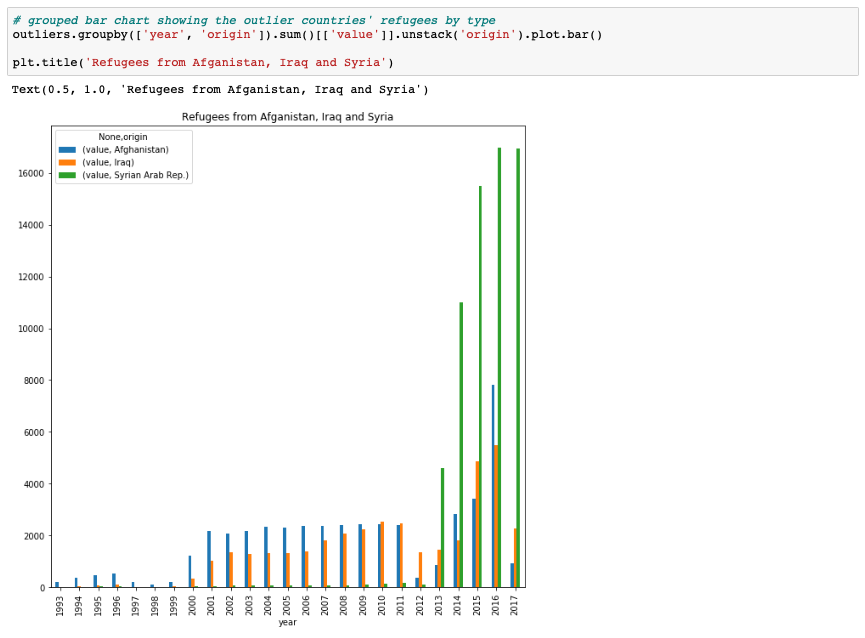 # grouped bar chart showing the outlier countries' refugees by type
outliers.groupby(['year', 'origin']).sum()[['value']].unstack('origin').plot.bar()
plt.title('Refugees from Afganistan, Iraq and Syria')
Text(0.5, 1.0, 'Refugees from Afganistan, Iraq and Syria')
Refugees from Afganistan, Iraq and Syria
None,origin
(value, Afghanistan)
(value, Iraq)
(value, Syrian Arab Rep.)
16000
14000
12000
10000
8000
6000
4000
2000
0
1993 1994 1995 1996 1997 1998 1999 2000 2001 2002 2003 2004 2005 2006 2007 2008 2009 2010 2011 2012 2013 2014 2015 2016 2017
year